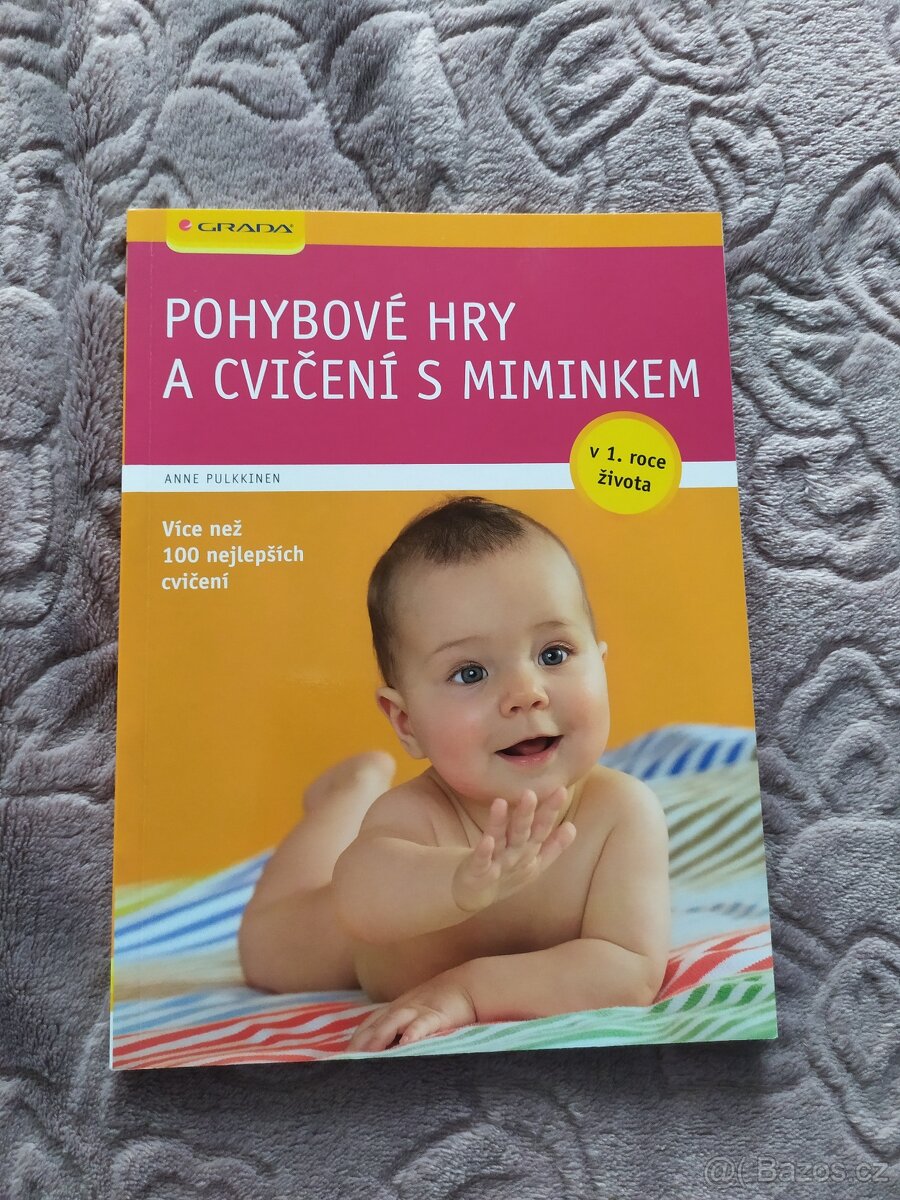 GRADA
POHYBOVÉ HRY
A CVIČENÍ S MIMINKEM
v 1. roce
života
ANNE PULKKINEN
Více než
100 nejlepších
cvičení
@( Bazos.cz